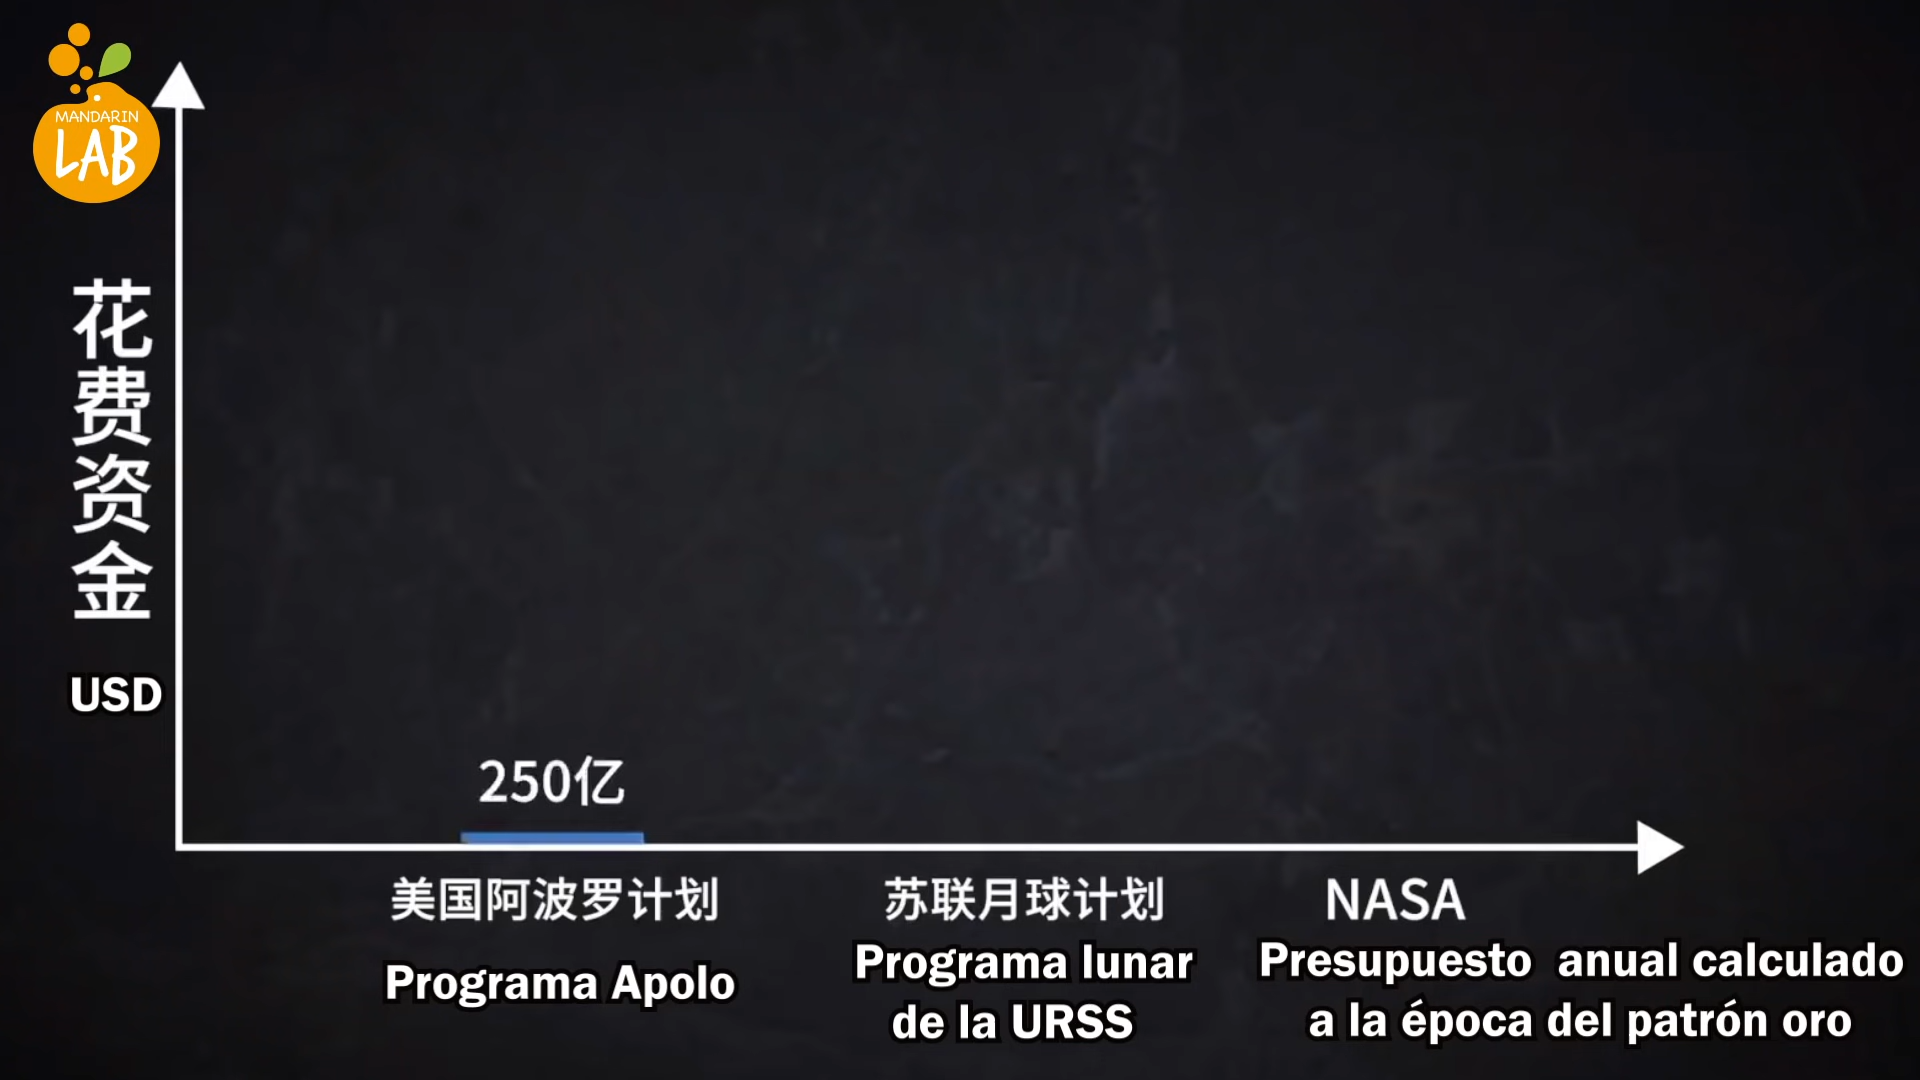 MANDARIN
LAB
花费资金
USD
250亿
美国阿波罗计划
Programa Apolo
苏联月球计划
Programa lunar
de la URSS
NASA
Presupuesto anual calculado
a la época del patrón oro